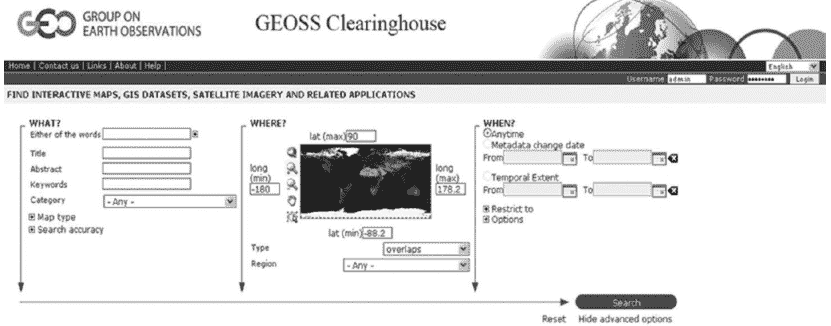 GEO GROUP ON
EARTH OBSERVATIONS
GEOSS Clearinghouse
Home | Contact us | Links | About | Help |
English
Username admin Password ******** Login
FIND INTERACTIVE MAPS, GIS DATASETS, SATELLITE IMAGERY AND RELATED APPLICATIONS
WHAT?
Either of the words
Title
Abstract
Keywords
Category - Any -
Map type
Search accuracy
WHERE?
lat (max) 90
long
(min)
-180
long
(max)
178.2
lat (min) -88.2
Type overlaps
Region - Any -
WHEN?
Anytime
Metadata change date
From To
Temporal Extent
From To
Restrict to
Options
Search
Reset Hide advanced options